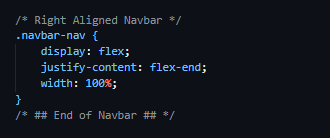 /* Right Aligned Navbar */
.navbar-nav {
    display: flex;
    justify-content: flex-end;
    width: 100%;
}
/* ## End of Navbar ## */